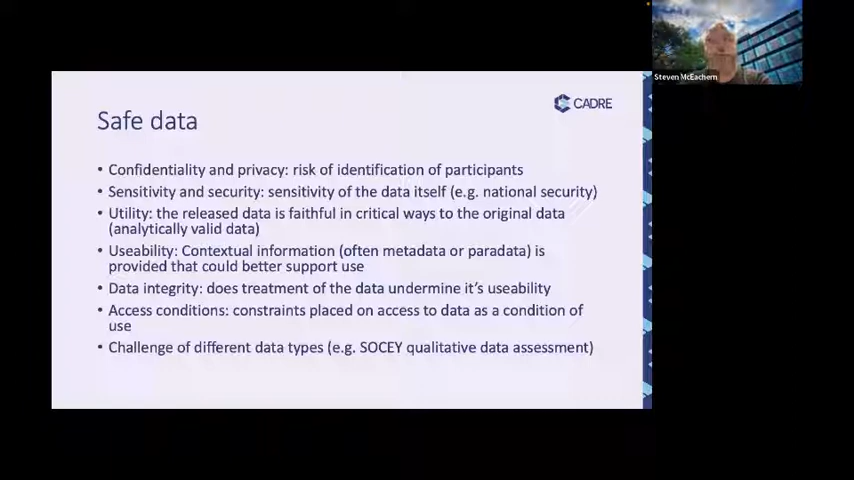 Steven McEachern
CADRE
Safe data
• Confidentiality and privacy: risk of identification of participants
• Sensitivity and security: sensitivity of the data itself (e.g. national security)
• Utility: the released data is faithful in critical ways to the original data
(analytically valid data)
• Useability: Contextual information (often metadata or paradata) is
provided that could better support use
• Data integrity: does treatment of the data undermine it's useability
• Access conditions: constraints placed on access to data as a condition of
use
• Challenge of different data types (e.g. SOCEY qualitative data assessment)